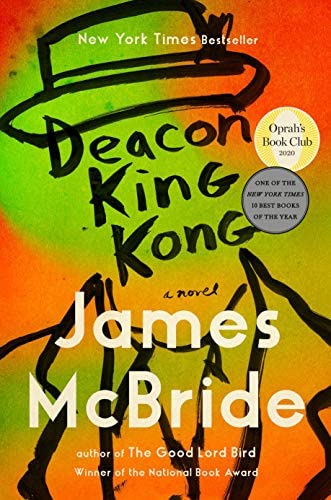 New York Times Bestseller
Deacon
King
Kong
Oprah's
Book Club
2020
ONE OF THE
NEW YORK TIMES
10 BEST BOOKS
OF THE YEAR
a novel
James
McBride
author of The Good Lord Bird
Winner of the National Book Award